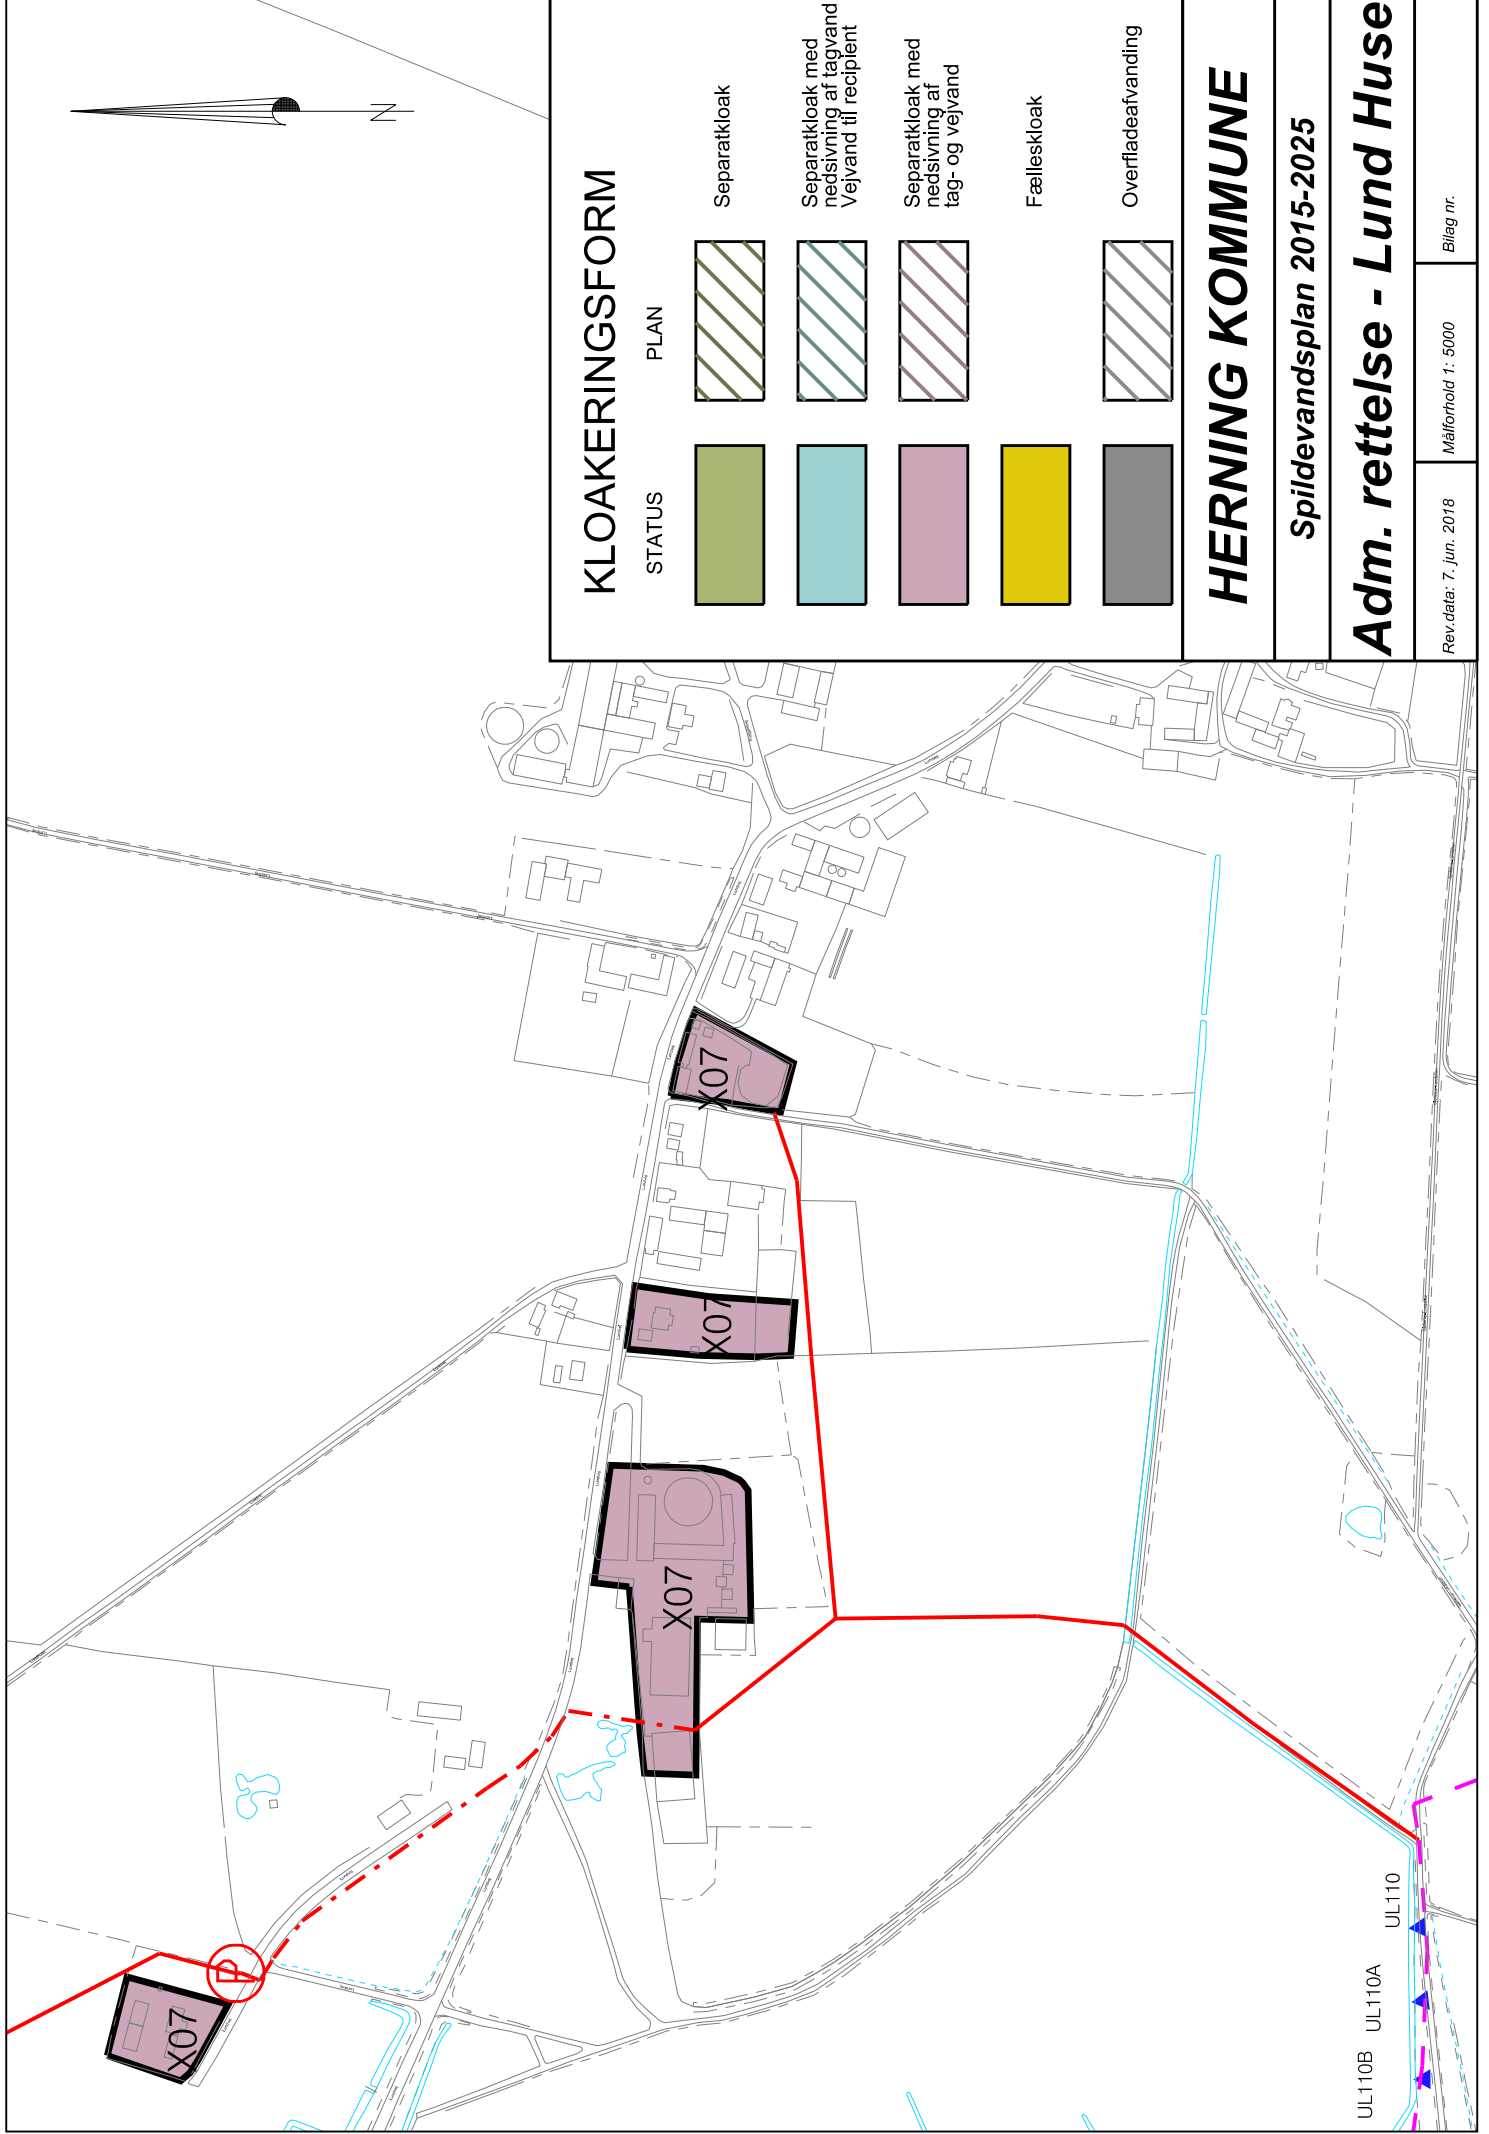 KLOAKERINGSFORM
STATUS
PLAN
Separatkloak
Separatkloak med
nedsivning af tagvand
Vejvand til recipient
Separatkloak med
nedsivning af
tag- og vejvand
Fælleskloak
Overfladeafvanding
HERNING KOMMUNE
Spildevandsplan 2015-2025
Adm. rettelse - Lund Huse
Rev.data: 7. jun. 2018
Målforhold 1: 5000
Bilag nr.
N
X07
X07
X07
X07
P
UL110
UL110A
UL110B